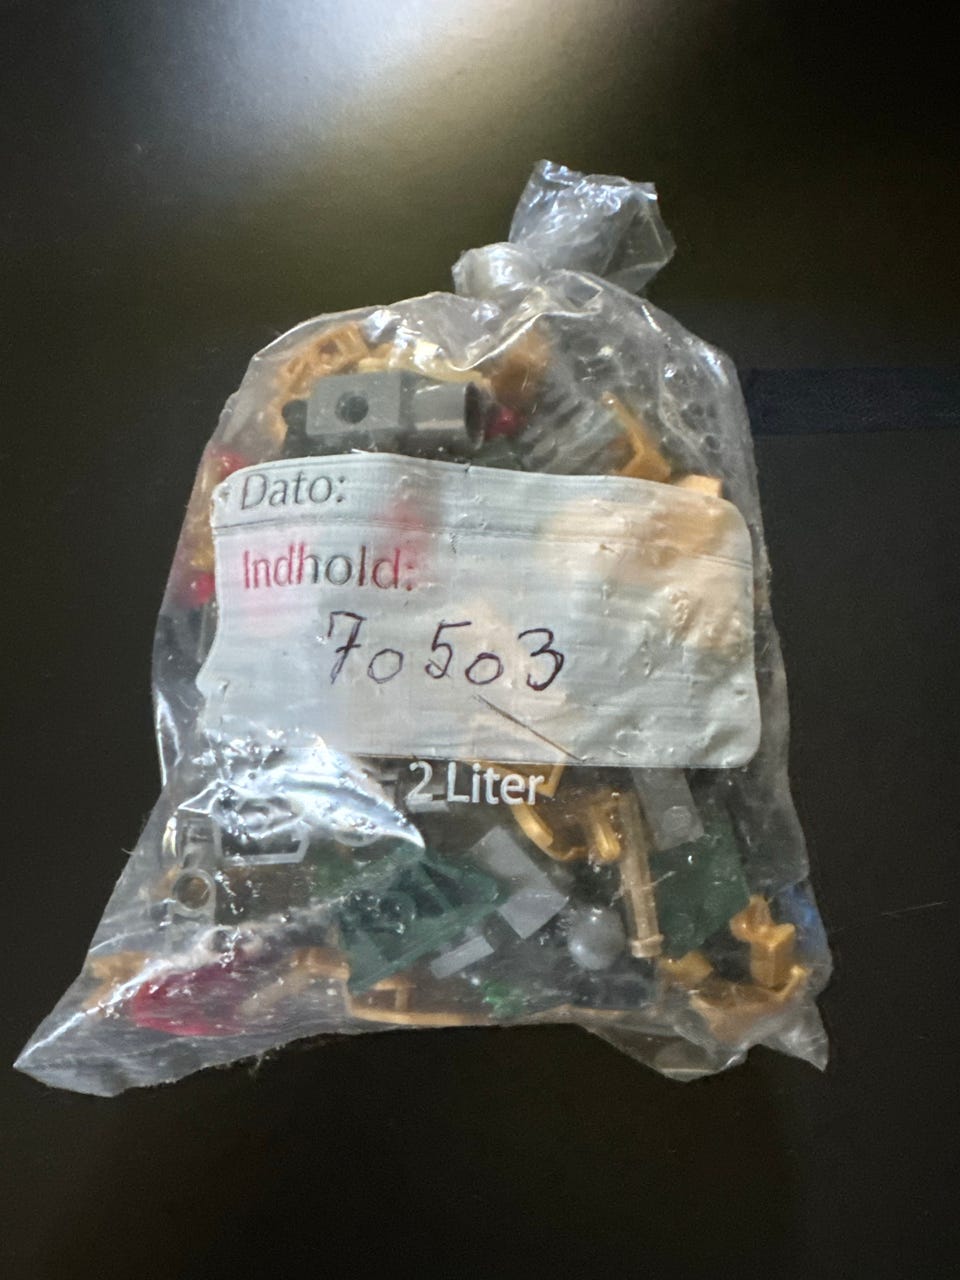 Dato:
Indhold:
70503
2 Liter